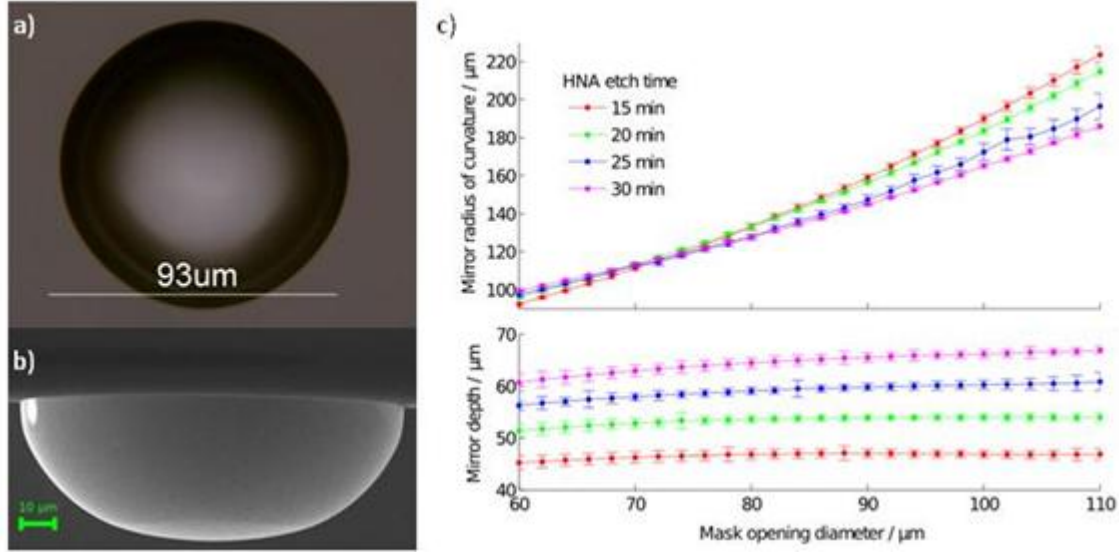 a)
93um
b)
10 μm
c)
Mirror radius of curvature / μm
220
200
180
160
140
120
100
HNA etch time
15 min
20 min
25 min
30 min
Mirror depth / μm
70
60
50
40
60 70 80 90 100 110
Mask opening diameter / μm